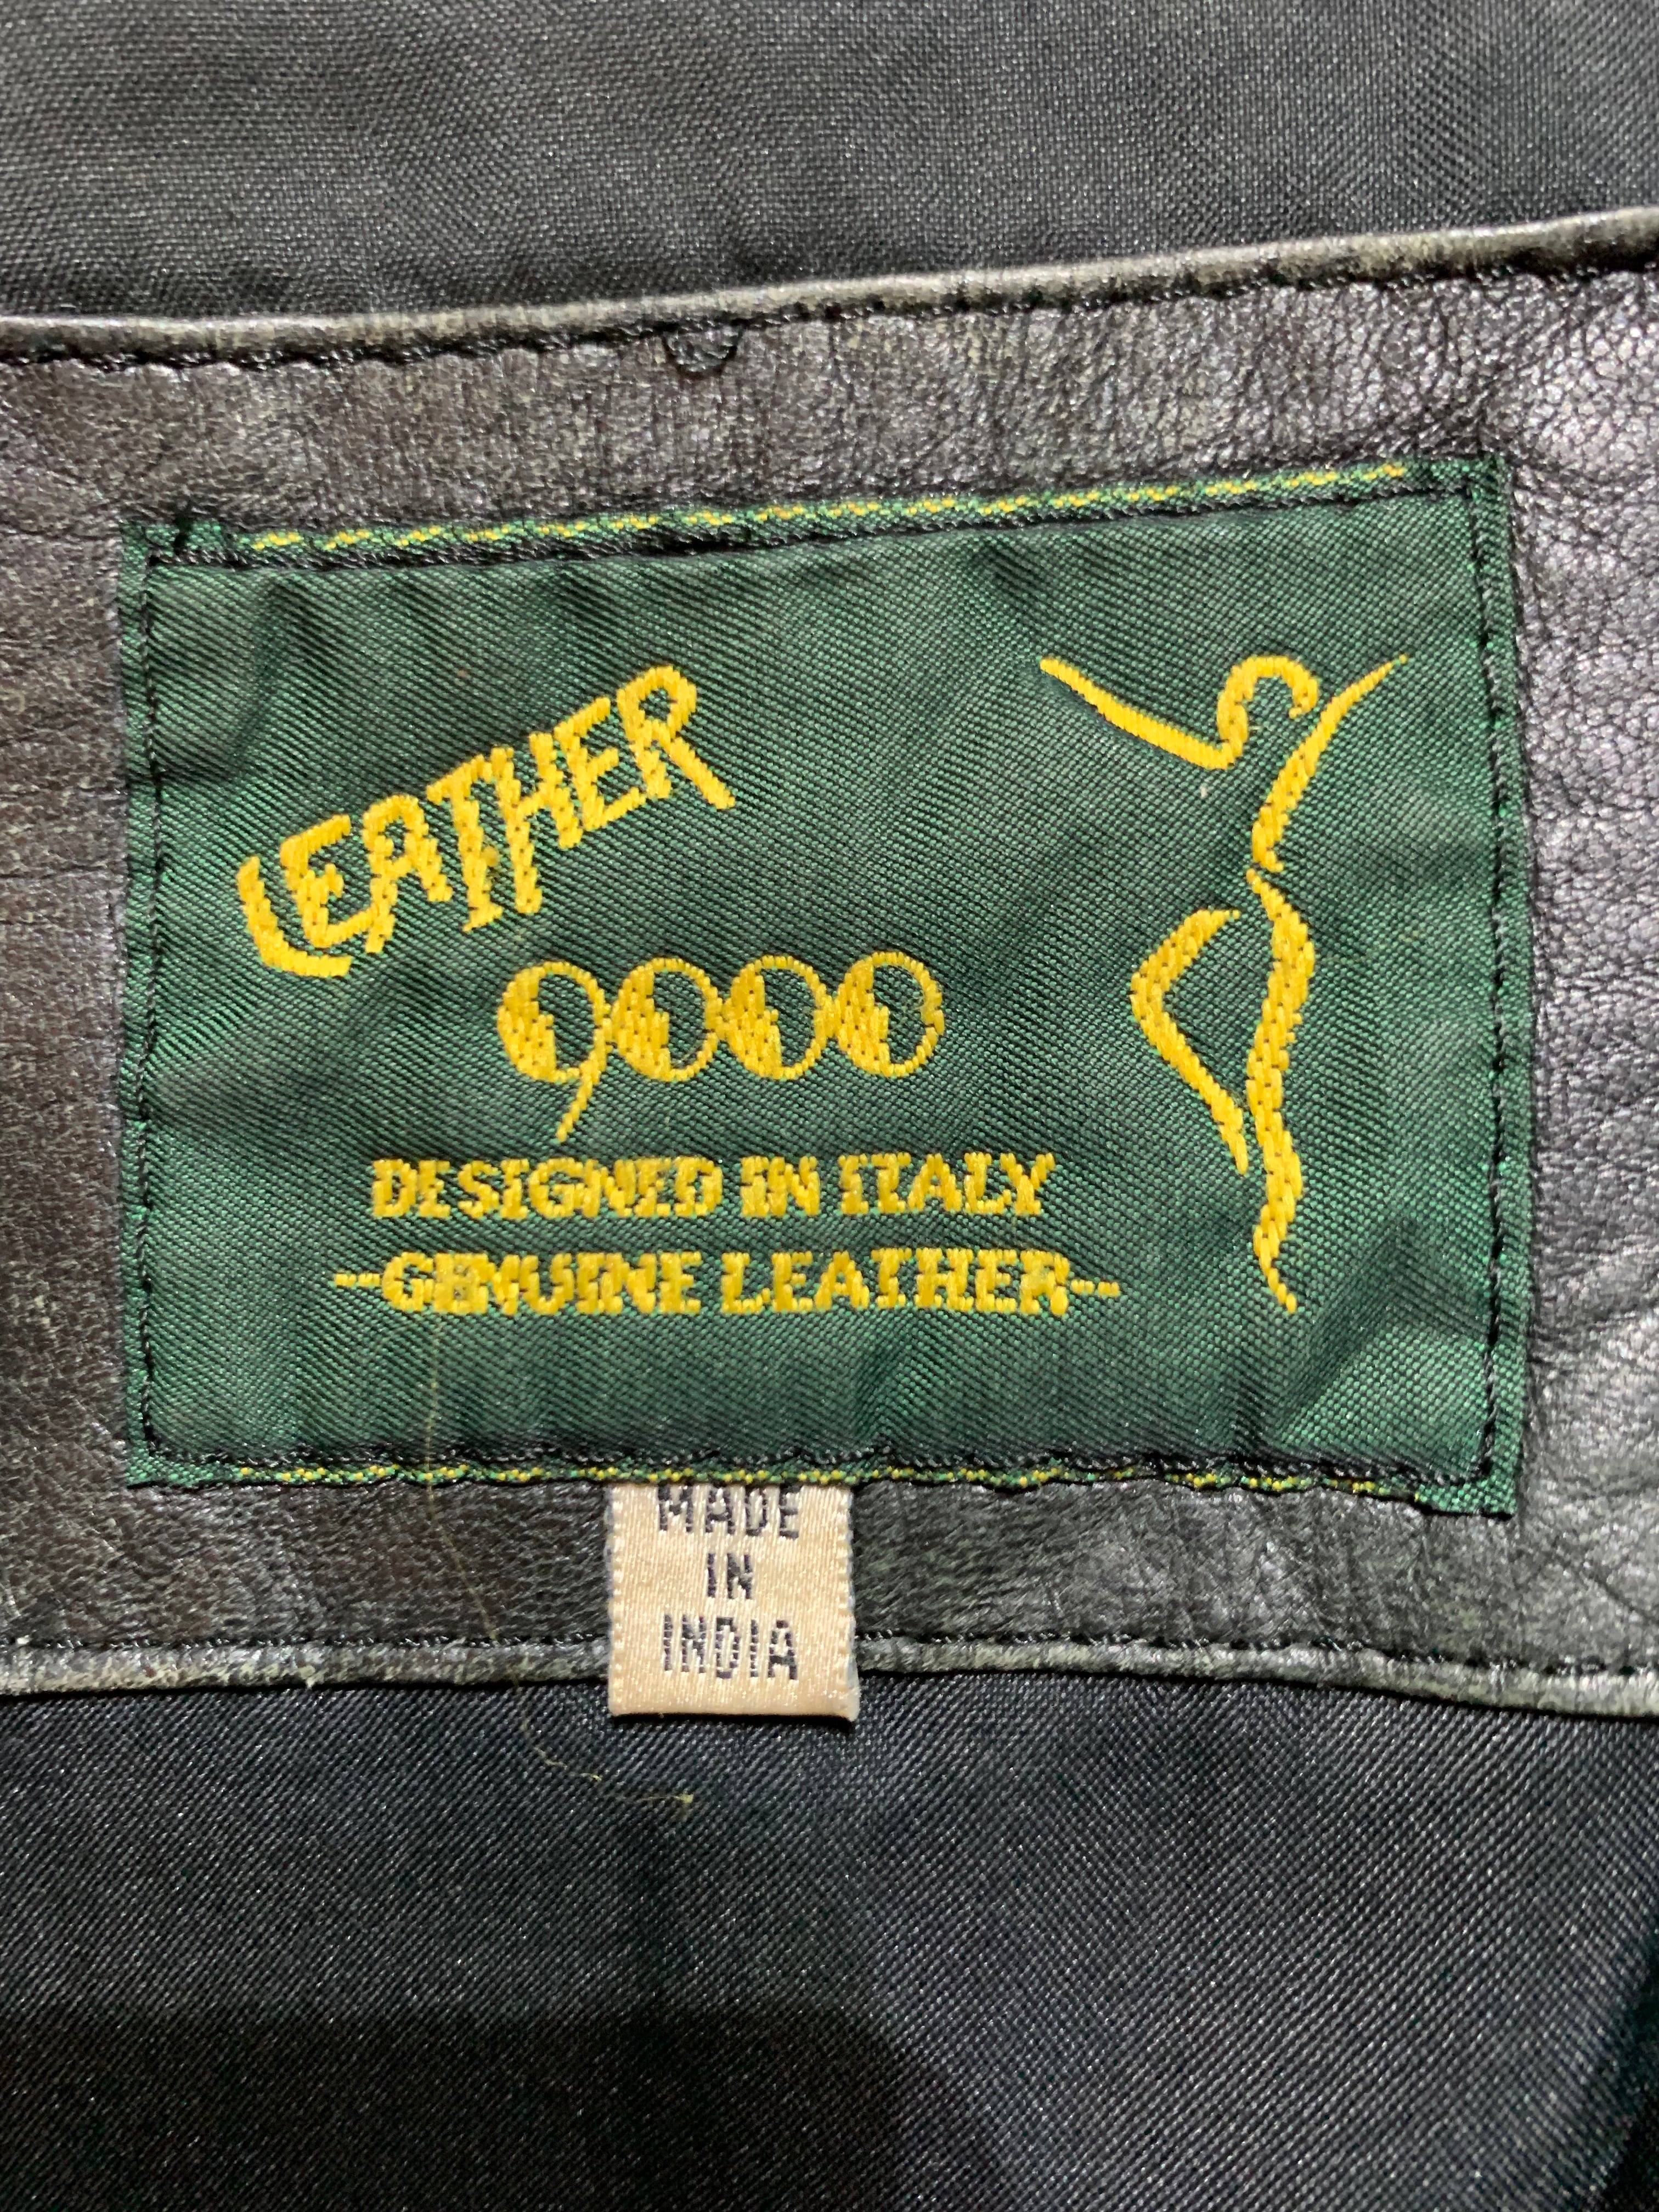 LEATHER
9000
DESIGNED IN ITALY
--GENUINE LEATHER--
MADE
IN
INDIA